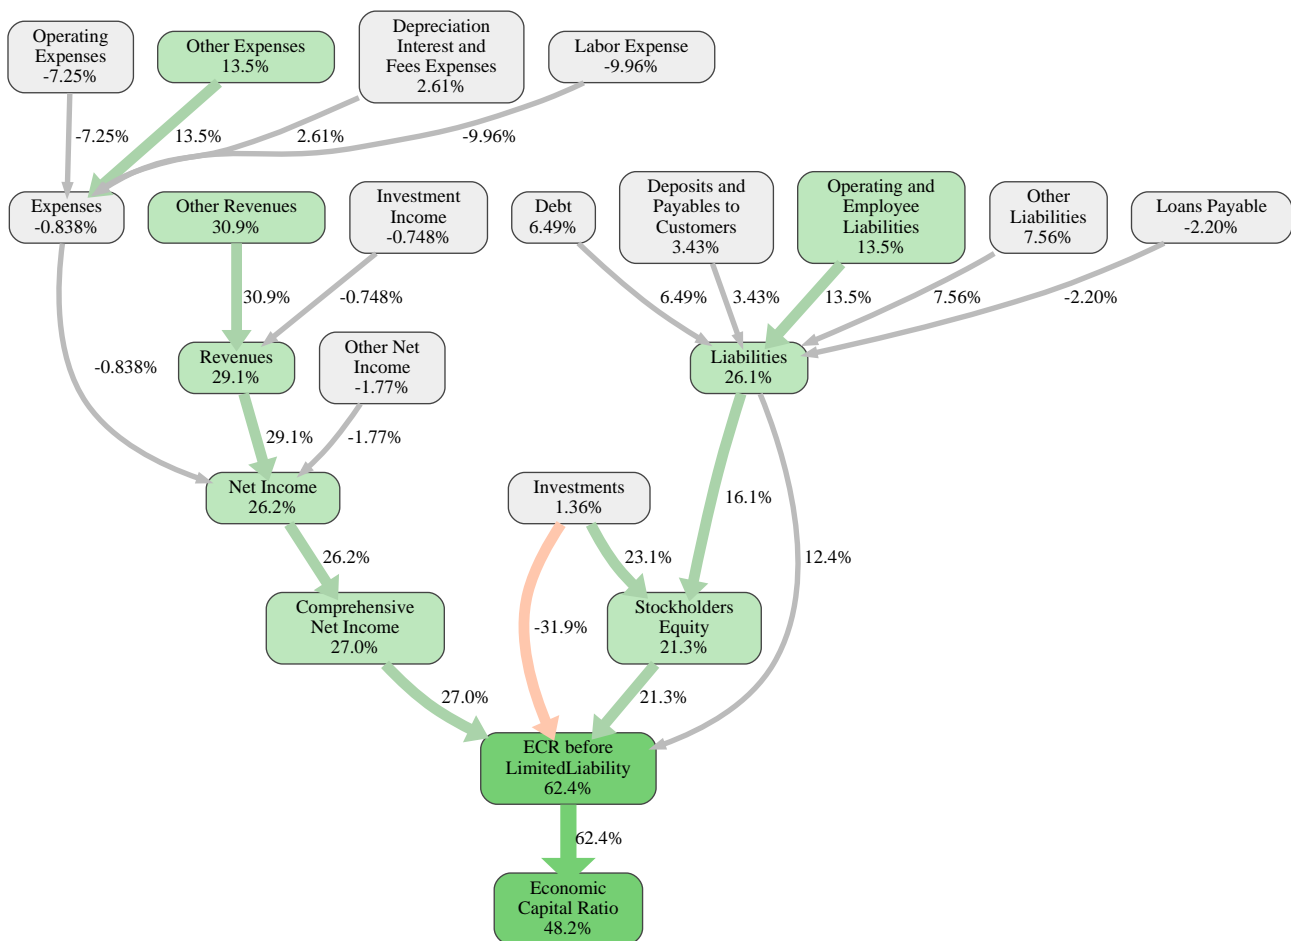 Operating
Expenses
-7.25%
Other Expenses
13.5%
Depreciation
Interest and
Fees Expenses
2.61%
Labor Expense
-9.96%
-7.25%
13.5%
2.61%
-9.96%
Expenses
-0.838%
Other Revenues
30.9%
Investment
Income
-0.748%
Debt
6.49%
Deposits and
Payables to
Customers
3.43%
Operating and
Employee
Liabilities
13.5%
Other
Liabilities
7.56%
Loans Payable
-2.20%
30.9%
-0.748%
6.49%
3.43%
13.5%
7.56%
-2.20%
-0.838%
Revenues
29.1%
Other Net
Income
-1.77%
Liabilities
26.1%
29.1%
-1.77%
Net Income
26.2%
Investments
1.36%
16.1%
26.2%
23.1%
12.4%
Comprehensive
Net Income
27.0%
-31.9%
Stockholders
Equity
21.3%
27.0%
21.3%
ECR before
LimitedLiability
62.4%
62.4%
Economic
Capital Ratio
48.2%